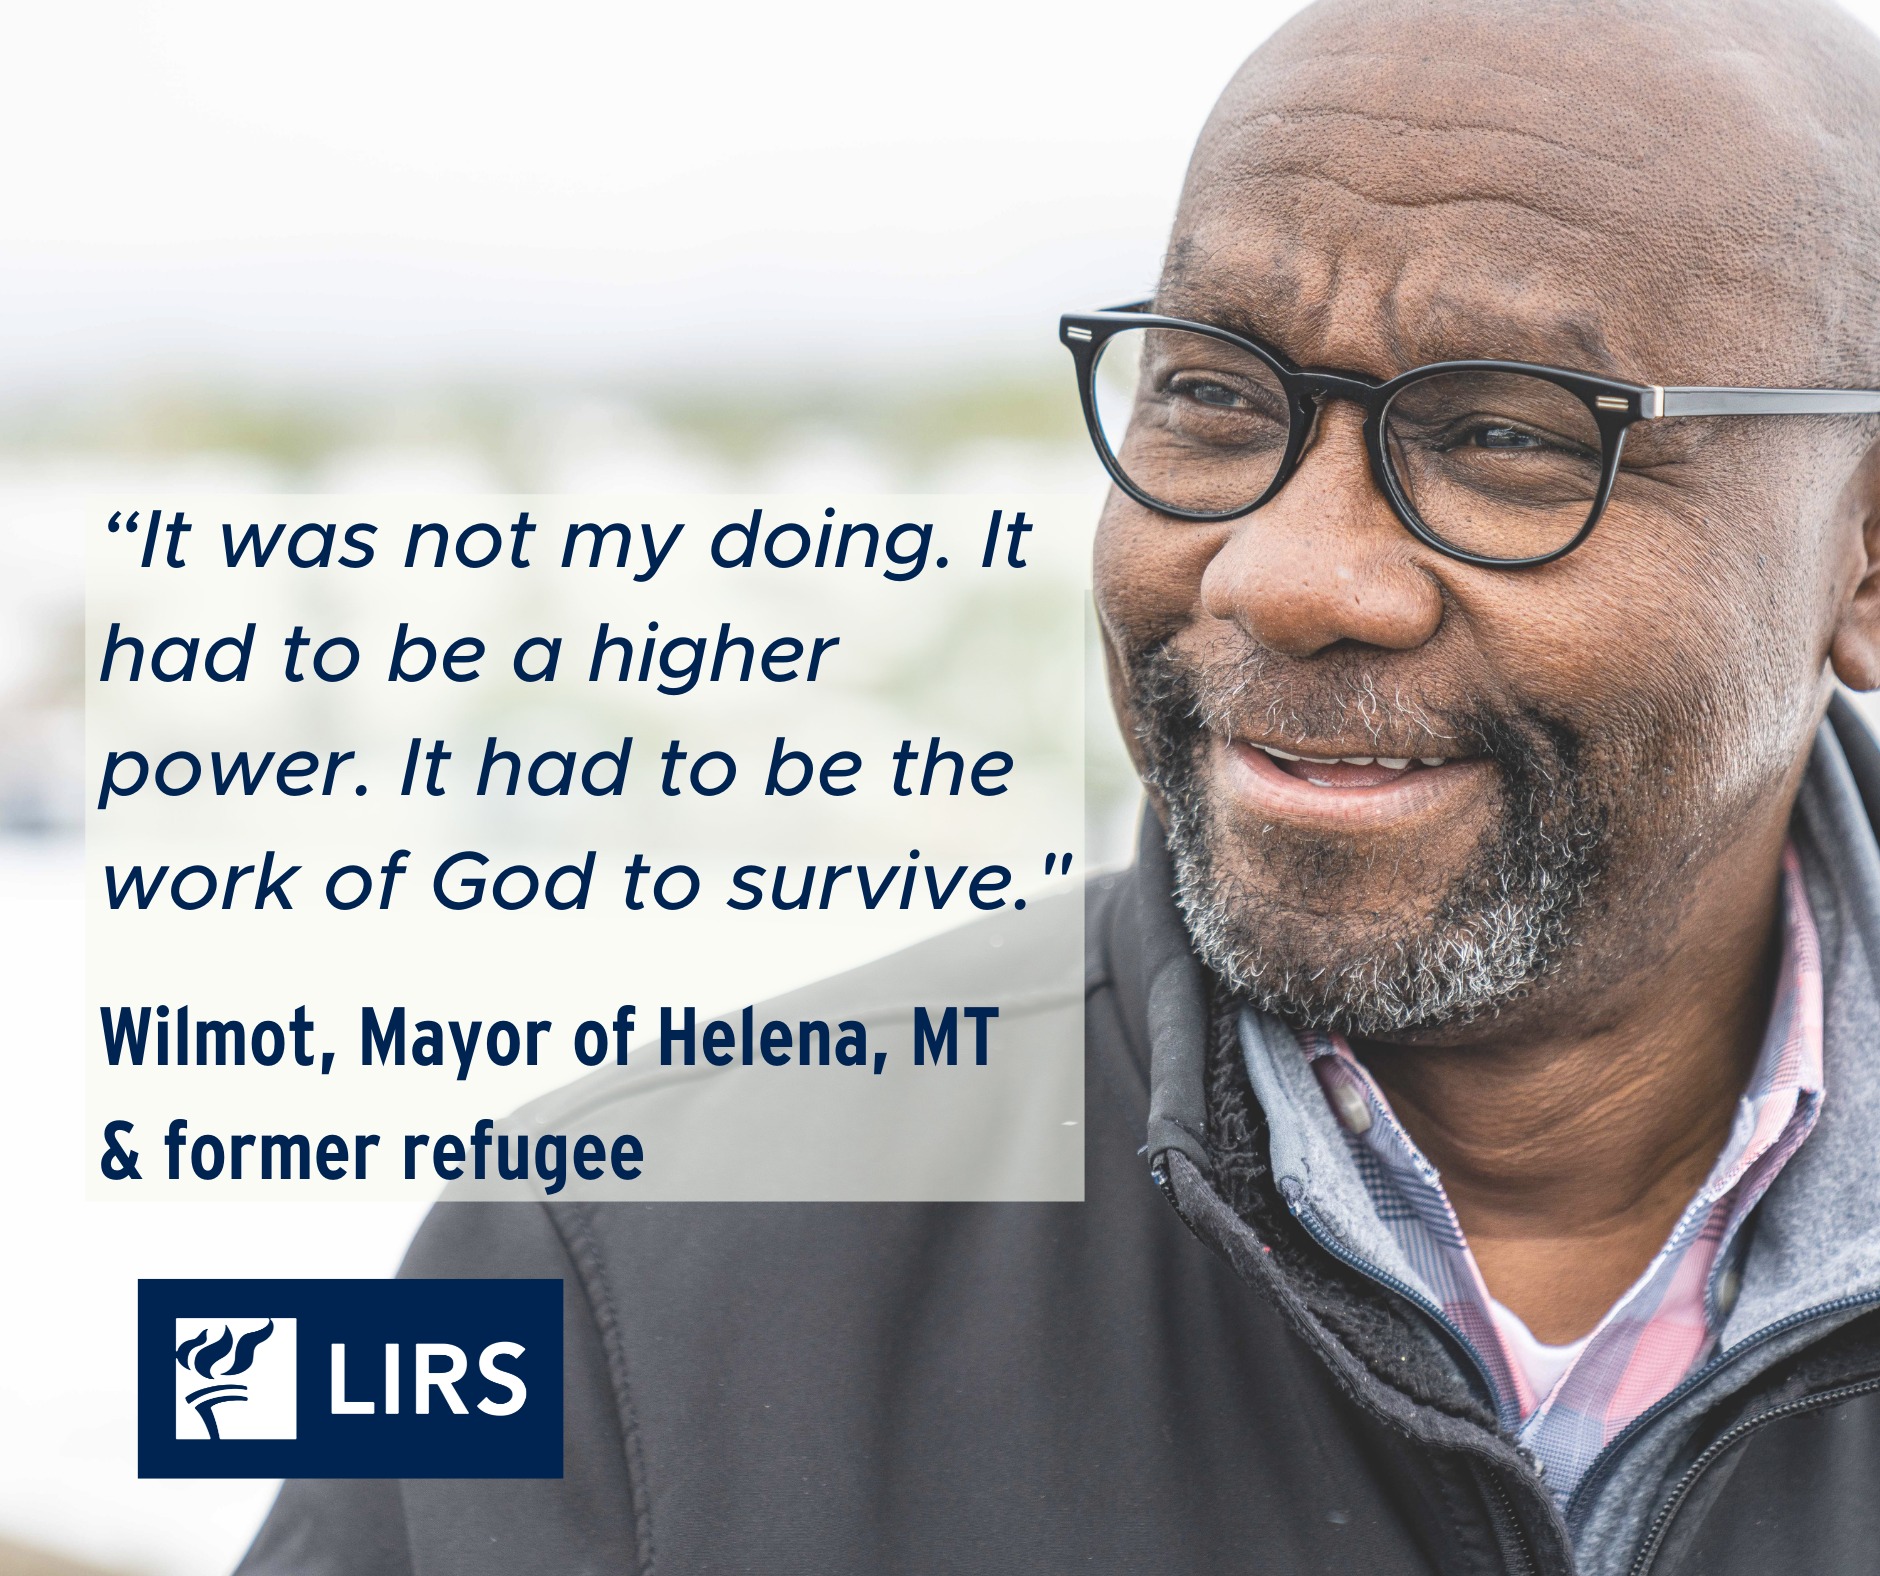 “It was not my doing. It
had to be a higher
power. It had to be the
work of God to survive."
Wilmot, Mayor of Helena, MT
& former refugee
LIRS